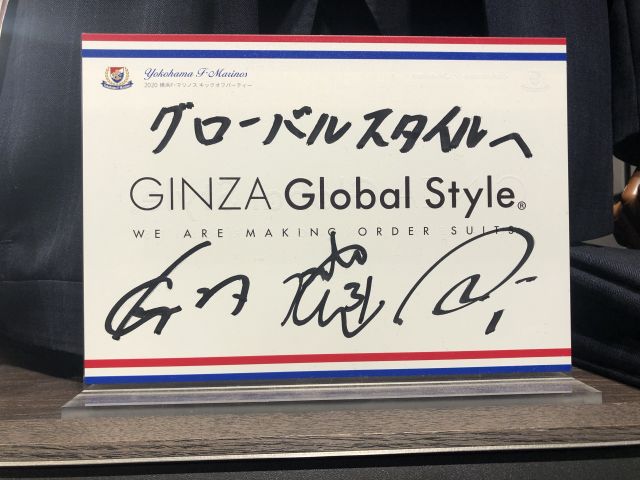 Yokohama F·Marinos
2020 横浜F・マリノス キックオフパーティー
グローバルスタイルへ
GINZA Global Style®
WE ARE MAKING ORDER SUITS